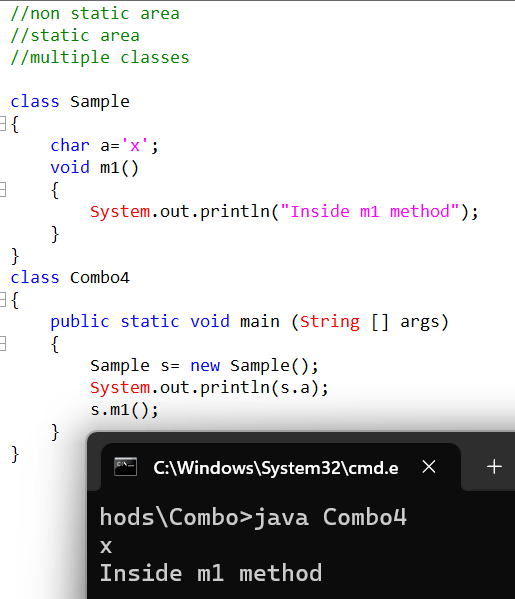 //non static area
//static area
//multiple classes
class Sample
{
char a='x';
void m1()
{
System.out.println("Inside m1 method");
}
}
class Combo4
{
public static void main (String [] args)
{
Sample s= new Sample();
System.out.println(s.a);
s.m1();
}
}
C:\Windows\System32\cmd.e
hods\Combo>java Combo4
x
Inside m1 method